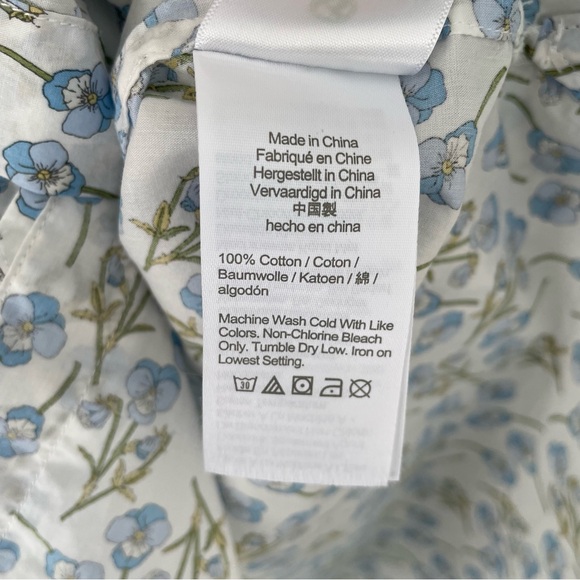 Made in China
Fabriqué en Chine
Hergestellt in China
Vervaardigd in China
中国製
hecho en china
100% Cotton / Coton /
Baumwolle / Katoen / 綿 /
algodón
Machine Wash Cold With Like
Colors. Non-Chlorine Bleach
Only. Tumble Dry Low. Iron on
Lowest Setting.
30